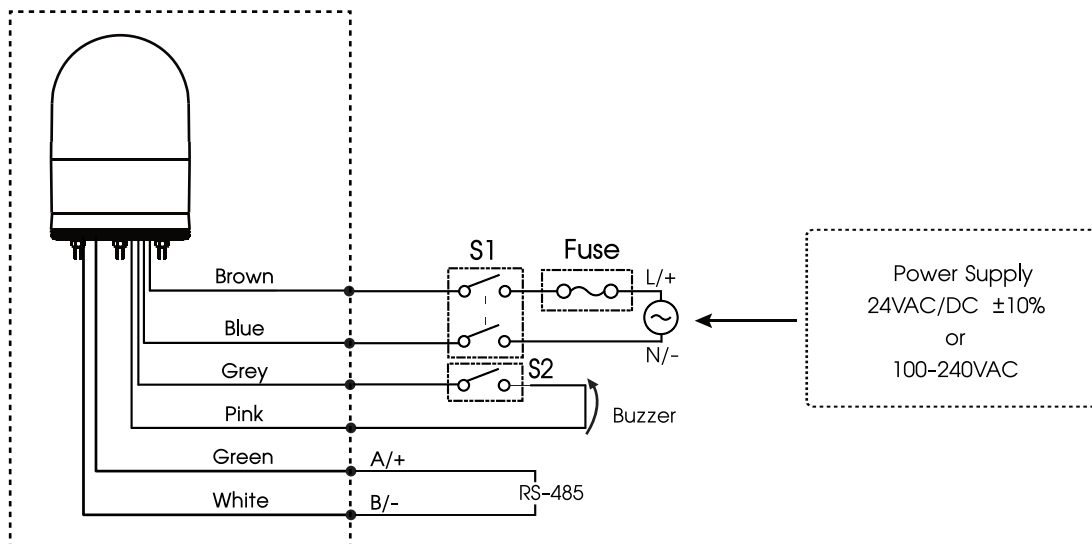 S1
Fuse
Brown
L/+
Power Supply
24VAC/DC ±10%
or
100-240VAC
Blue
N/-
Grey
S2
Pink
Buzzer
Green
A/+
RS-485
White
B/-